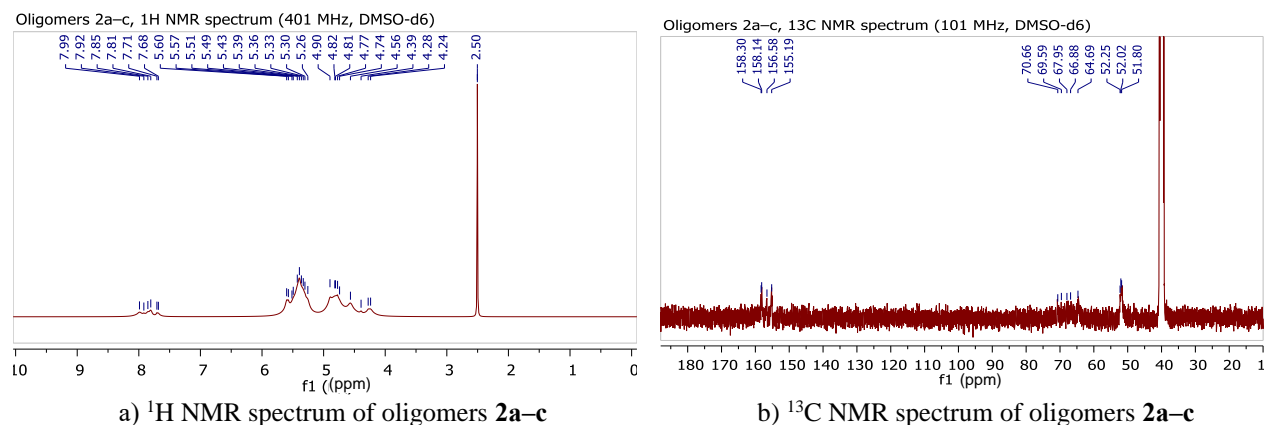 Oligomers 2a–c, 1H NMR spectrum (401 MHz, DMSO-d6)
7.99 7.92 7.85 7.81 7.71 7.68 5.60 5.57 5.51 5.49 5.43 5.39 5.36 5.33 5.30 5.26 4.90 4.82 4.81 4.77 4.74 4.56 4.39 4.28 4.24 2.50
10 9 8 7 6 5 4 3 2 1 0
f1 ((ppm)
a) ¹H NMR spectrum of oligomers 2a–c
Oligomers 2a–c, 13C NMR spectrum (101 MHz, DMSO-d6)
158.30 158.14 156.58 155.19 70.66 69.59 67.95 66.88 64.69 52.25 52.02 51.80
180 170 160 150 140 130 120 110 100 90 80 70 60 50 40 30 20 10
f1 (ppm)
b) ¹³C NMR spectrum of oligomers 2a–c